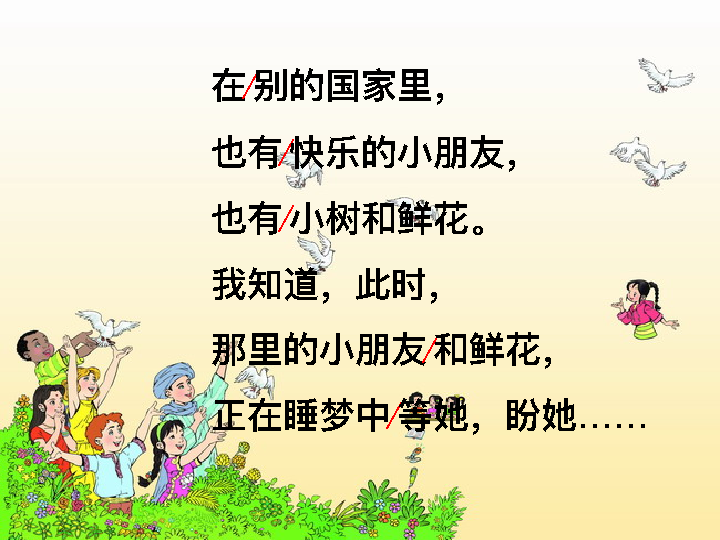 在/别的国家里，
也有/快乐的小朋友，
也有/小树和鲜花。
我知道，此时，
那里的小朋友/和鲜花，
正在睡梦中/等她，盼她……